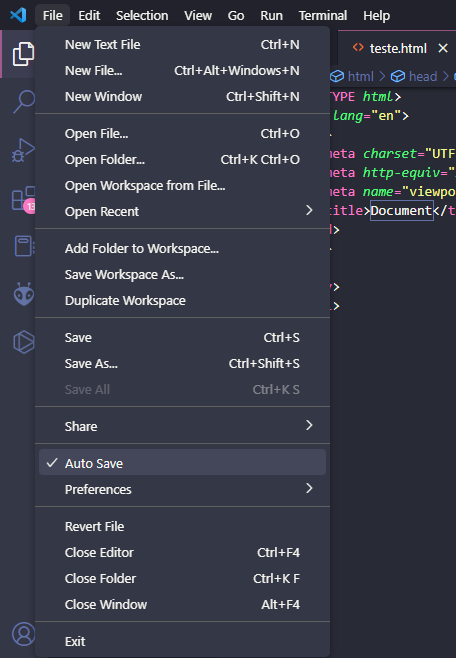 File Edit Selection View Go Run Terminal Help
New Text File Ctrl+N
New File... Ctrl+Alt+Windows+N
New Window Ctrl+Shift+N
Open File... Ctrl+O
Open Folder... Ctrl+K Ctrl+O
Open Workspace from File...
Open Recent
Add Folder to Workspace...
Save Workspace As...
Duplicate Workspace
Save Ctrl+S
Save As... Ctrl+Shift+S
Save All Ctrl+K S
Share
Auto Save
Preferences
Revert File
Close Editor Ctrl+F4
Close Folder Ctrl+K F
Close Window Alt+F4
Exit
13
teste.html
html > head >
TYPE html>
lang="en">
>
eta charset="UTF
eta http-equiv="
eta name="viewpo
title>Document</t
d>
>
y>
l>